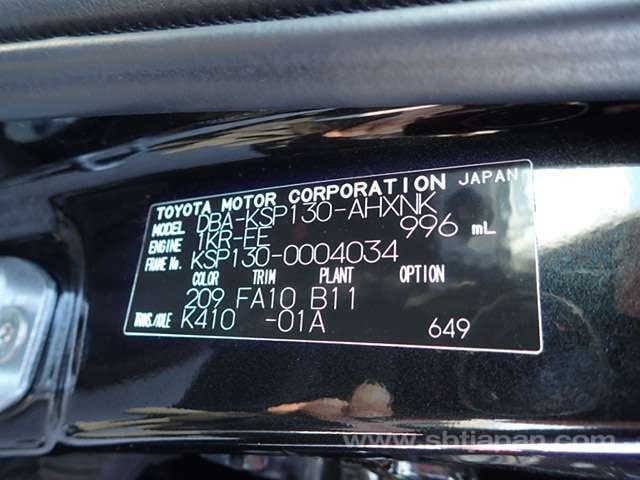 TOYOTA MOTOR CORPORATION JAPAN
MODEL DBA-KSP130-AHXNK
ENGINE 1KR-FE 996 mL
FRAME No. KSP130-0004034
COLOR TRIM PLANT OPTION
209 FA10 B11
TRANS./AXLE K410 -01A 649
www.sbtjapan.com